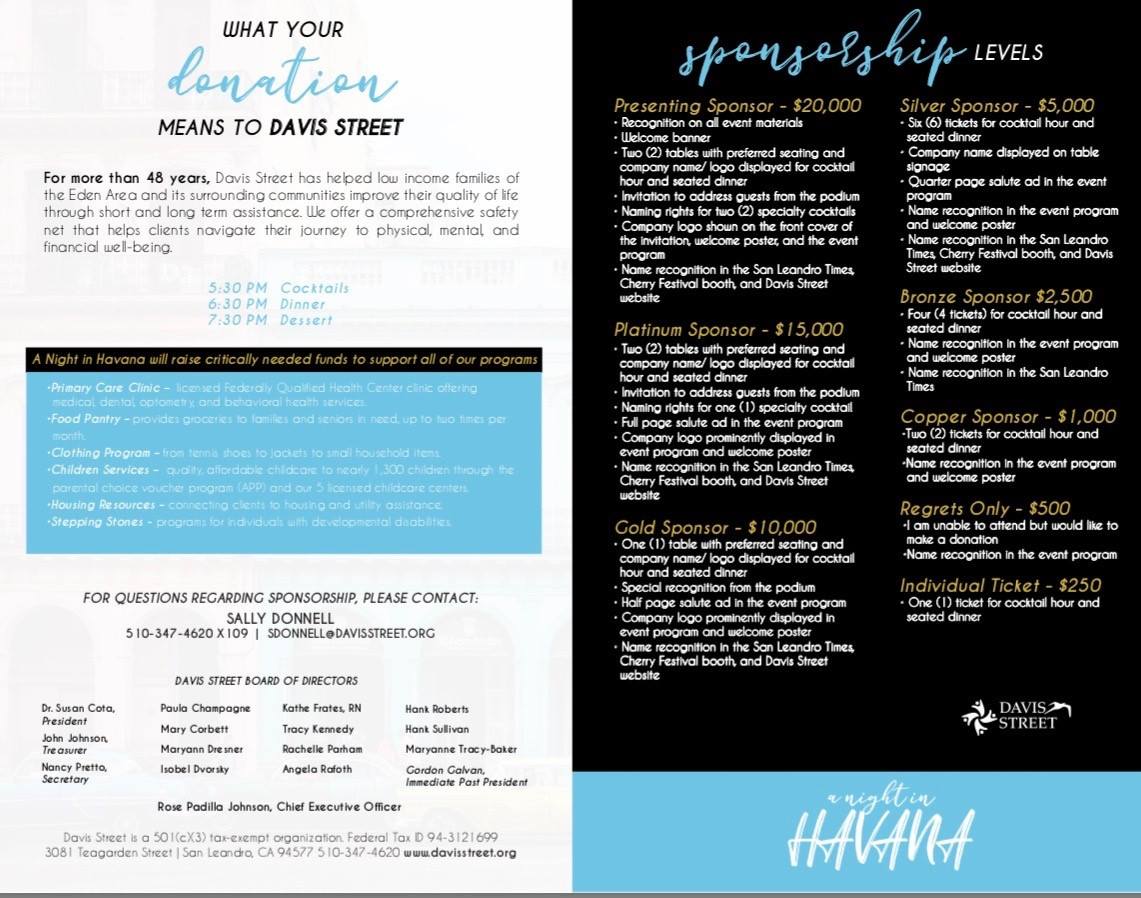 WHAT YOUR
donation
MEANS TO DAVIS STREET
For more than 48 years, Davis Street has helped low income families of
the Eden Area and its surrounding communities improve their quality of life
through short and long term assistance. We offer a comprehensive safety
net that helps clients navigate their journey to physical, mental, and
financial well-being.
5:30 PM Cocktails
6:30 PM Dinner
7:30 PM Dessert
A Night in Havana will raise critically needed funds to support all of our programs
•Primary Care Clinic – licensed Federally Qualified Health Center clinic offering
medical, dental, optometry, and behavioral health services.
•Food Pantry – provides groceries to families and seniors in need, up to two times per
month.
•Clothing Program – from tennis shoes to jackets to small household items.
•Children Services – quality, affordable childcare to nearly 1,300 children through the
parental choice voucher program (APP) and our 5 licensed childcare centers.
•Housing Resources – connecting clients to housing and utility assistance.
•Stepping Stones – programs for individuals with developmental disabilities.
FOR QUESTIONS REGARDING SPONSORSHIP, PLEASE CONTACT:
SALLY DONNELL
510-347-4620 X109 | SDONNELL@DAVISSTREET.ORG
DAVIS STREET BOARD OF DIRECTORS
Dr. Susan Cota,
President
John Johnson,
Treasurer
Nancy Pretto,
Secretary
Paula Champagne
Mary Corbett
Maryann Dresner
Isobel Dvorsky
Kathe Frates, RN
Tracy Kennedy
Rachelle Parham
Angela Rafoth
Hank Roberts
Hank Sullivan
Maryanne Tracy-Baker
Gordon Galvan,
Immediate Past President
Rose Padilla Johnson, Chief Executive Officer
Davis Street is a 501(cX3) tax-exempt organization. Federal Tax ID 94-3121699
3081 Teagarden Street | San Leandro, CA 94577 510-347-4620 www.davisstreet.org
sponsorship LEVELS
Presenting Sponsor - $20,000
• Recognition on all event materials
• Welcome banner
• Two (2) tables with preferred seating and
company name/ logo displayed for cocktail
hour and seated dinner
• Invitation to address guests from the podium
• Naming rights for two (2) specialty cocktails
• Company logo shown on the front cover of
the invitation, welcome poster, and the event
program
• Name recognition in the San Leandro Times,
Cherry Festival booth, and Davis Street
website
Platinum Sponsor - $15,000
• Two (2) tables with preferred seating and
company name/ logo displayed for cocktail
hour and seated dinner
• Invitation to address guests from the podium
• Naming rights for one (1) specialty cocktail
• Full page salute ad in the event program
• Company logo prominently displayed in
event program and welcome poster
• Name recognition in the San Leandro Times,
Cherry Festival booth, and Davis Street
website
Gold Sponsor - $10,000
• One (1) table with preferred seating and
company name/ logo displayed for cocktail
hour and seated dinner
• Special recognition from the podium
• Half page salute ad in the event program
• Company logo prominently displayed in
event program and welcome poster
• Name recognition in the San Leandro Times,
Cherry Festival booth, and Davis Street
website
Silver Sponsor - $5,000
• Six (6) tickets for cocktail hour and
seated dinner
• Company name displayed on table
signage
• Quarter page salute ad in the event
program
• Name recognition in the event program
and welcome poster
• Name recognition in the San Leandro
Times, Cherry Festival booth, and Davis
Street website
Bronze Sponsor $2,500
• Four (4 tickets) for cocktail hour and
seated dinner
• Name recognition in the event program
and welcome poster
• Name recognition in the San Leandro
Times
Copper Sponsor - $1,000
•Two (2) tickets for cocktail hour and
seated dinner
•Name recognition in the event program
and welcome poster
Regrets Only - $500
•I am unable to attend but would like to
make a donation
•Name recognition in the event program
Individual Ticket - $250
• One (1) ticket for cocktail hour and
seated dinner
DAVIS
STREET
a night in
HAVANA